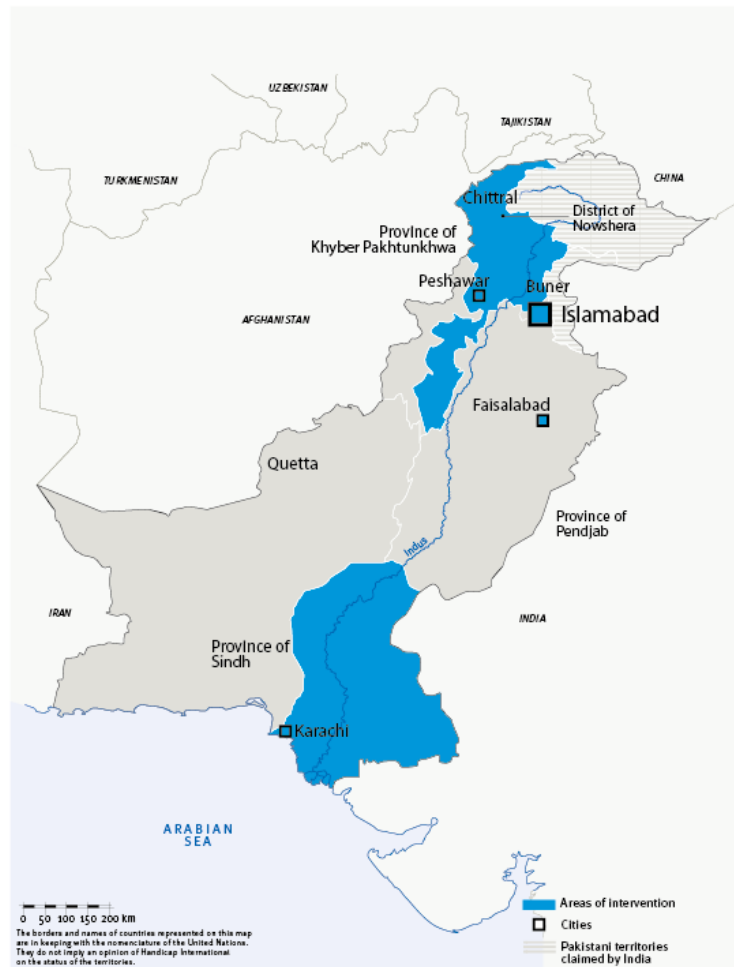 UZBEKISTAN
TAJIKISTAN
TURKMENISTAN
CHINA
Chittral
District of
Nowshera
Province of
Khyber Pakhtunkhwa
Peshawar
Buner
Islamabad
AFGHANISTAN
Faisalabad
Quetta
Province of
Pendjab
Indus
IRAN
INDIA
Province of
Sindh
Karachi
ARABIAN
SEA
Areas of intervention
Cities
Pakistani territories
claimed by India
0 50 100 150 200 km
The borders and names of countries represented on this map
are in keeping with the nomenclature of the United Nations.
They do not imply an opinion of Handicap International
on the status of the territories.